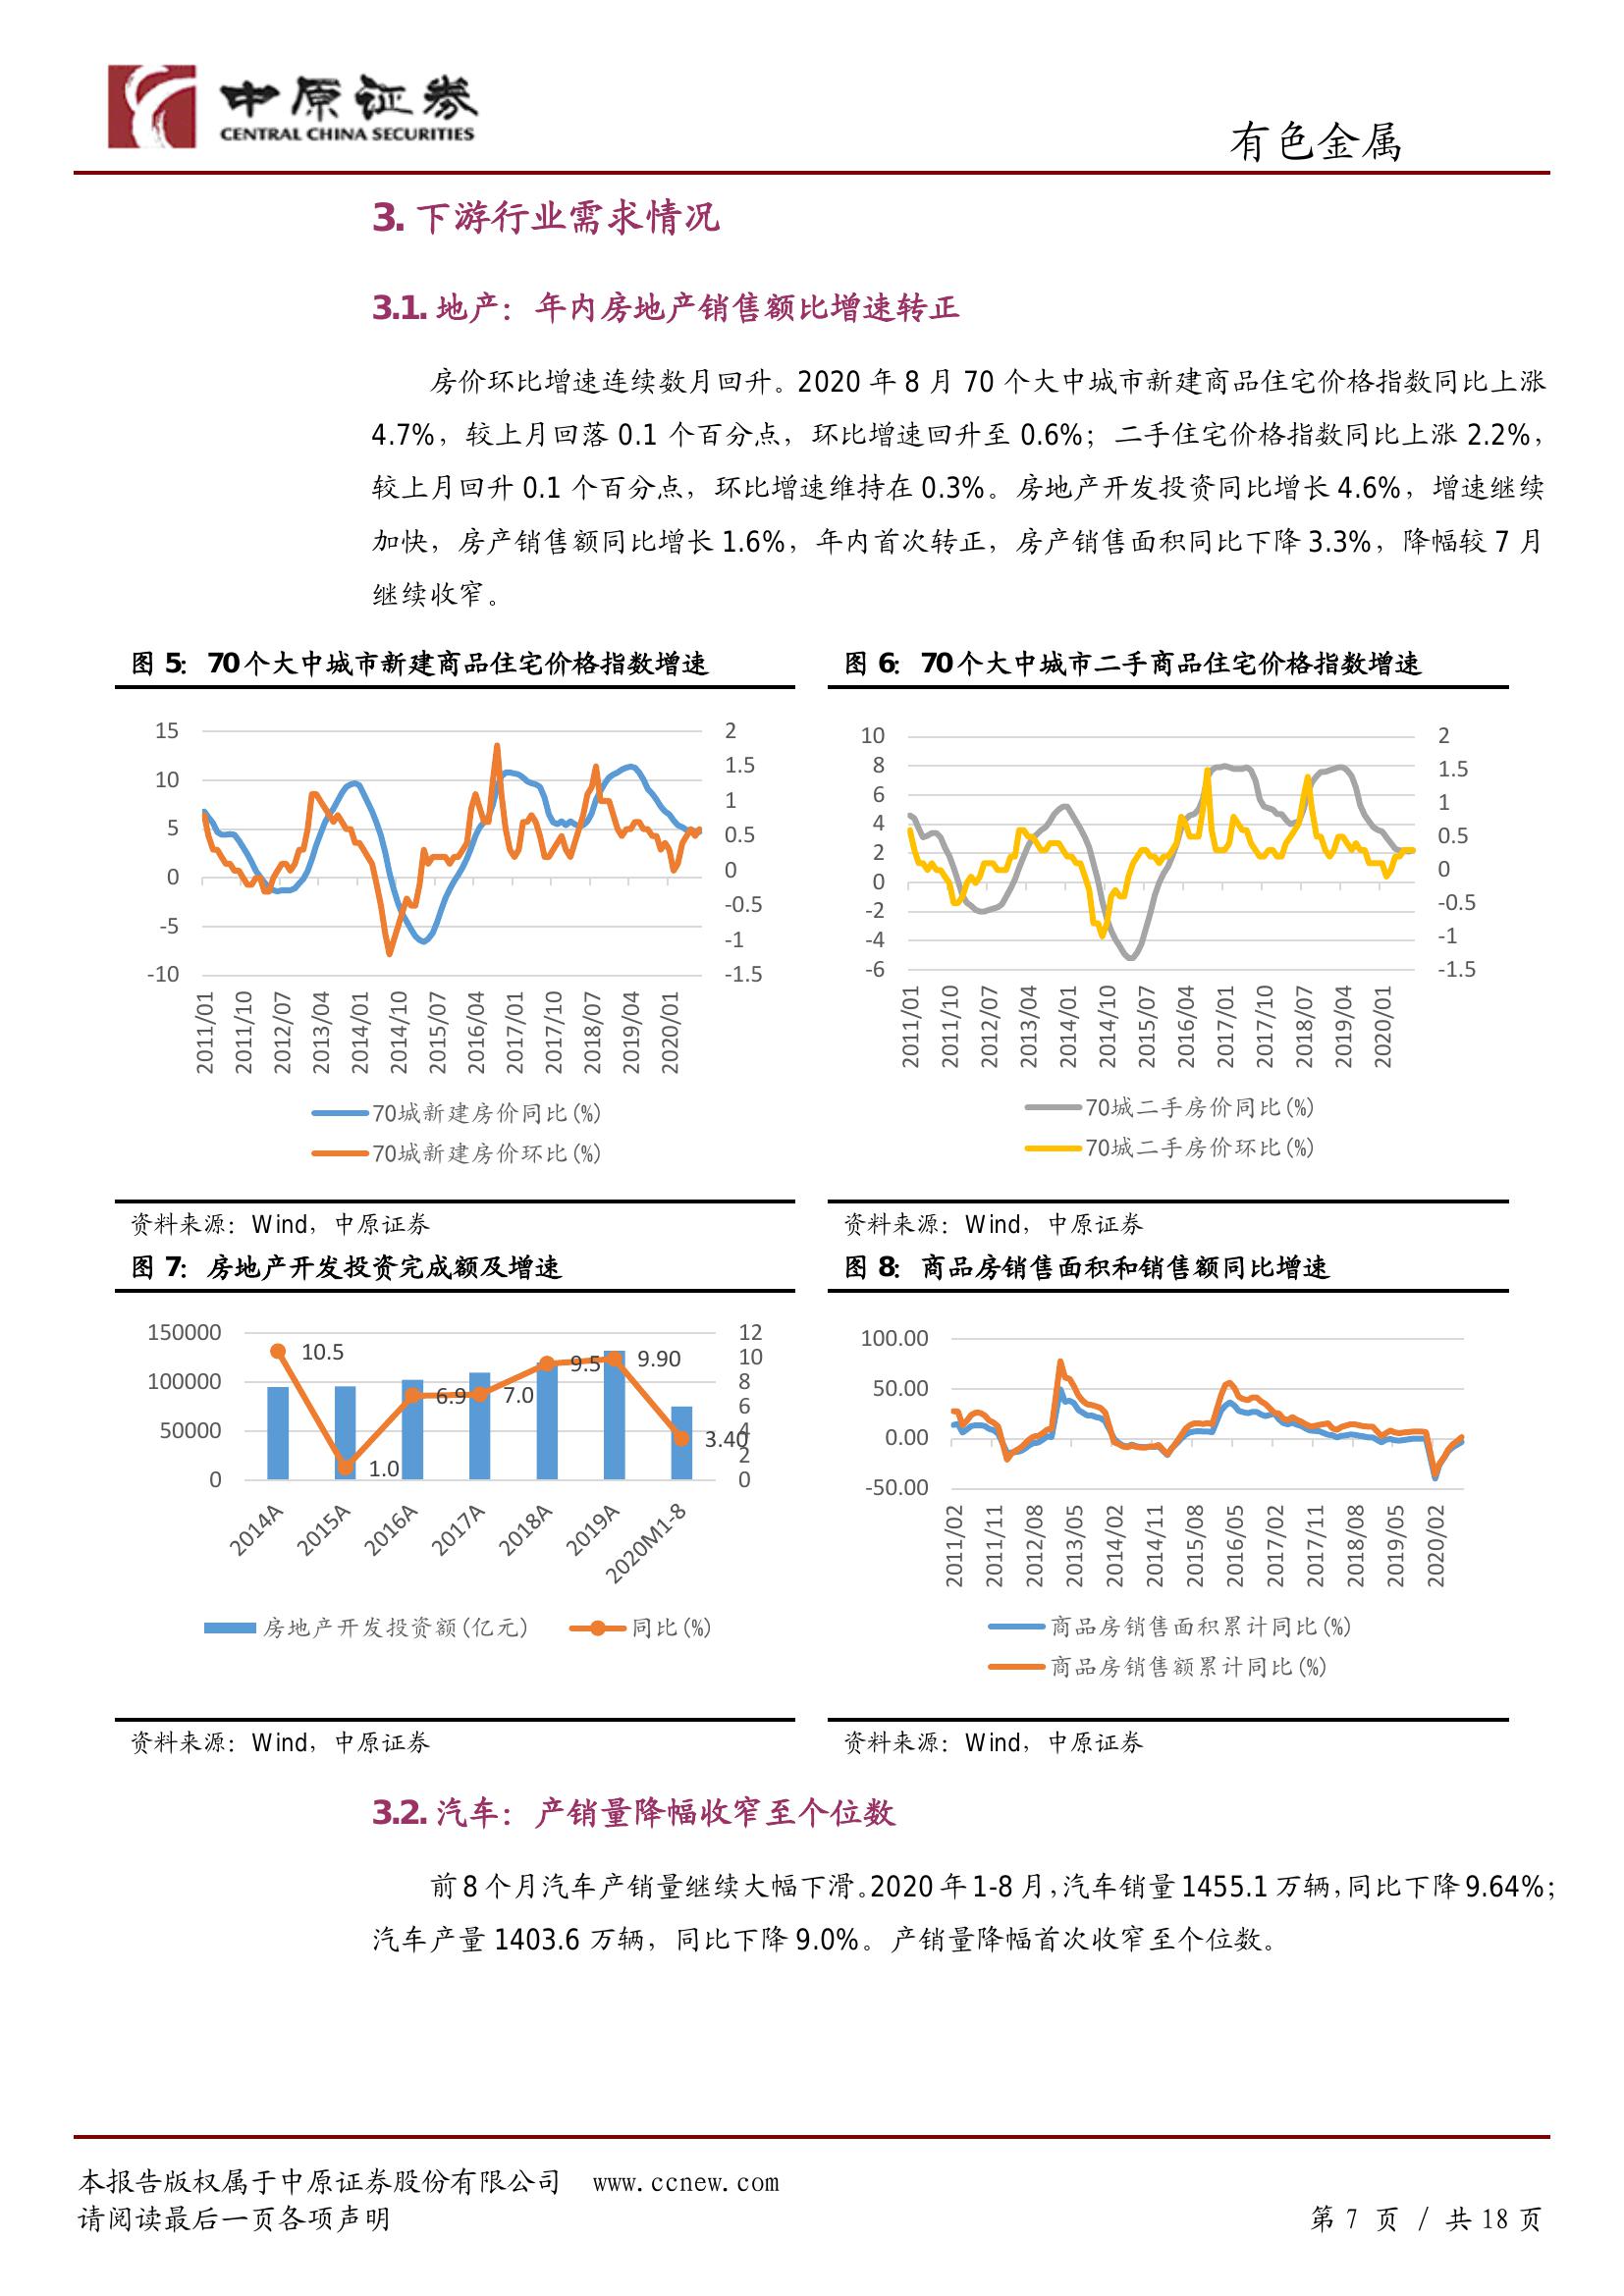 中原证券
CENTRAL CHINA SECURITIES
有色金属
3. 下游行业需求情况
3.1. 地产：年内房地产销售额比增速转正
房价环比增速连续数月回升。2020 年 8 月 70 个大中城市新建商品住宅价格指数同比上涨
4.7%，较上月回落 0.1 个百分点，环比增速回升至 0.6%；二手住宅价格指数同比上涨 2.2%，
较上月回升 0.1 个百分点，环比增速维持在 0.3%。房地产开发投资同比增长 4.6%，增速继续
加快，房产销售额同比增长 1.6%，年内首次转正，房产销售面积同比下降 3.3%，降幅较 7 月
继续收窄。
图 5：70 个大中城市新建商品住宅价格指数增速
15
10
5
0
-5
-10
2
1.5
1
0.5
0
-0.5
-1
-1.5
2011/01
2011/10
2012/07
2013/04
2014/01
2014/10
2015/07
2016/04
2017/01
2017/10
2018/07
2019/04
2020/01
70城新建房价同比(%)
70城新建房价环比(%)
资料来源：Wind，中原证券
图 6：70 个大中城市二手商品住宅价格指数增速
10
8
6
4
2
0
-2
-4
-6
2
1.5
1
0.5
0
-0.5
-1
-1.5
2011/01
2011/10
2012/07
2013/04
2014/01
2014/10
2015/07
2016/04
2017/01
2017/10
2018/07
2019/04
2020/01
70城二手房价同比(%)
70城二手房价环比(%)
资料来源：Wind，中原证券
图 7：房地产开发投资完成额及增速
150000
100000
50000
0
12
10
8
6
4
2
0
10.5
1.0
6.9
7.0
9.5
9.90
3.40
2014A
2015A
2016A
2017A
2018A
2019A
2020M1-8
房地产开发投资额(亿元)
同比(%)
资料来源：Wind，中原证券
图 8：商品房销售面积和销售额同比增速
100.00
50.00
0.00
-50.00
2011/02
2011/11
2012/08
2013/05
2014/02
2014/11
2015/08
2016/05
2017/02
2017/11
2018/08
2019/05
2020/02
商品房销售面积累计同比(%)
商品房销售额累计同比(%)
资料来源：Wind，中原证券
3.2. 汽车：产销量降幅收窄至个位数
前 8 个月汽车产销量继续大幅下滑。2020 年 1-8 月，汽车销量 1455.1 万辆，同比下降 9.64%；
汽车产量 1403.6 万辆，同比下降 9.0%。产销量降幅首次收窄至个位数。
本报告版权属于中原证券股份有限公司 www.ccnew.com
请阅读最后一页各项声明
第 7 页 / 共 18 页